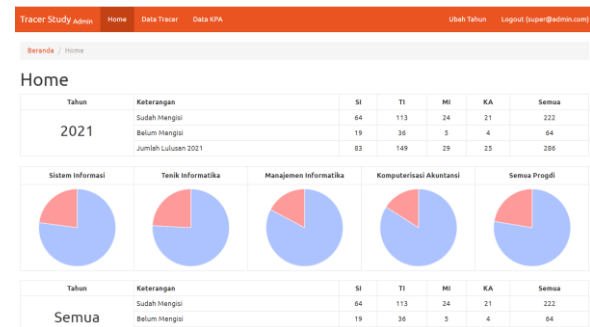 Tracer Study Admin Home Data Tracer Data KPA Ubah Tahun Logout (super@admin.com)
Beranda / Home
Home
Tahun Keterangan SI TI MI KA Semua
2021
Sudah Mengisi 64 113 24 21 222
Belum Mengisi 19 36 5 4 64
Jumlah Lulusan 2021 83 149 29 25 286
Sistem Informasi Tenik Informatika Manajemen Informatika Komputerisasi Akuntansi Semua Progdi
Tahun Keterangan SI TI MI KA Semua
Semua
Sudah Mengisi 64 113 24 21 222
Belum Mengisi 19 36 5 4 64